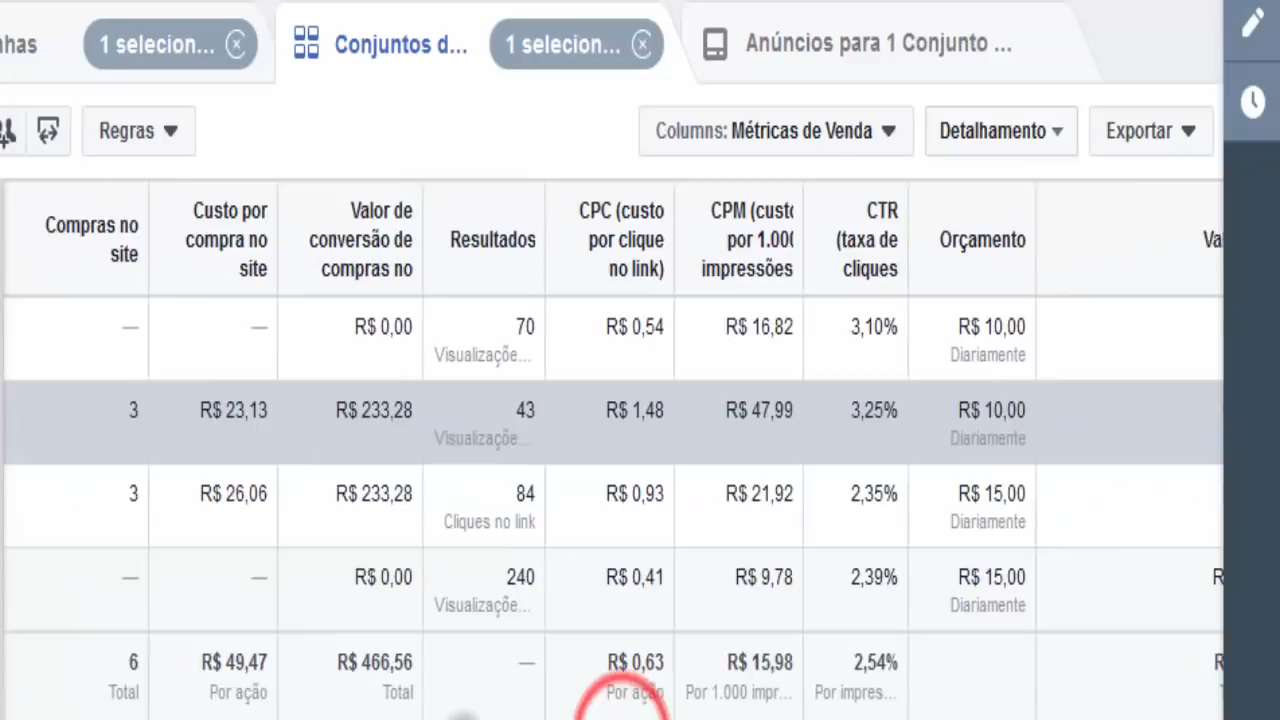 nhas 1 selecion... Conjuntos d... 1 selecion... Anúncios para 1 Conjunto ...
Regras Columns: Métricas de Venda Detalhamento Exportar
Compras no site Custo por compra no site Valor de conversão de compras no Resultados CPC (custo por clique no link) CPM (custo por 1.000 impressões CTR (taxa de cliques Orçamento Va
— — R$ 0,00 70 R$ 0,54 R$ 16,82 3,10% R$ 10,00
Visualizaçõe... Diariamente
3 R$ 23,13 R$ 233,28 43 R$ 1,48 R$ 47,99 3,25% R$ 10,00
Visualizaçõe... Diariamente
3 R$ 26,06 R$ 233,28 84 R$ 0,93 R$ 21,92 2,35% R$ 15,00
Cliques no link Diariamente
— — R$ 0,00 240 R$ 0,41 R$ 9,78 2,39% R$ 15,00 R
Visualizaçõe... Diariamente
6 R$ 49,47 R$ 466,56 — R$ 0,63 R$ 15,98 2,54% R
Total Por ação Total Por ação Por 1.000 impr... Por impres...